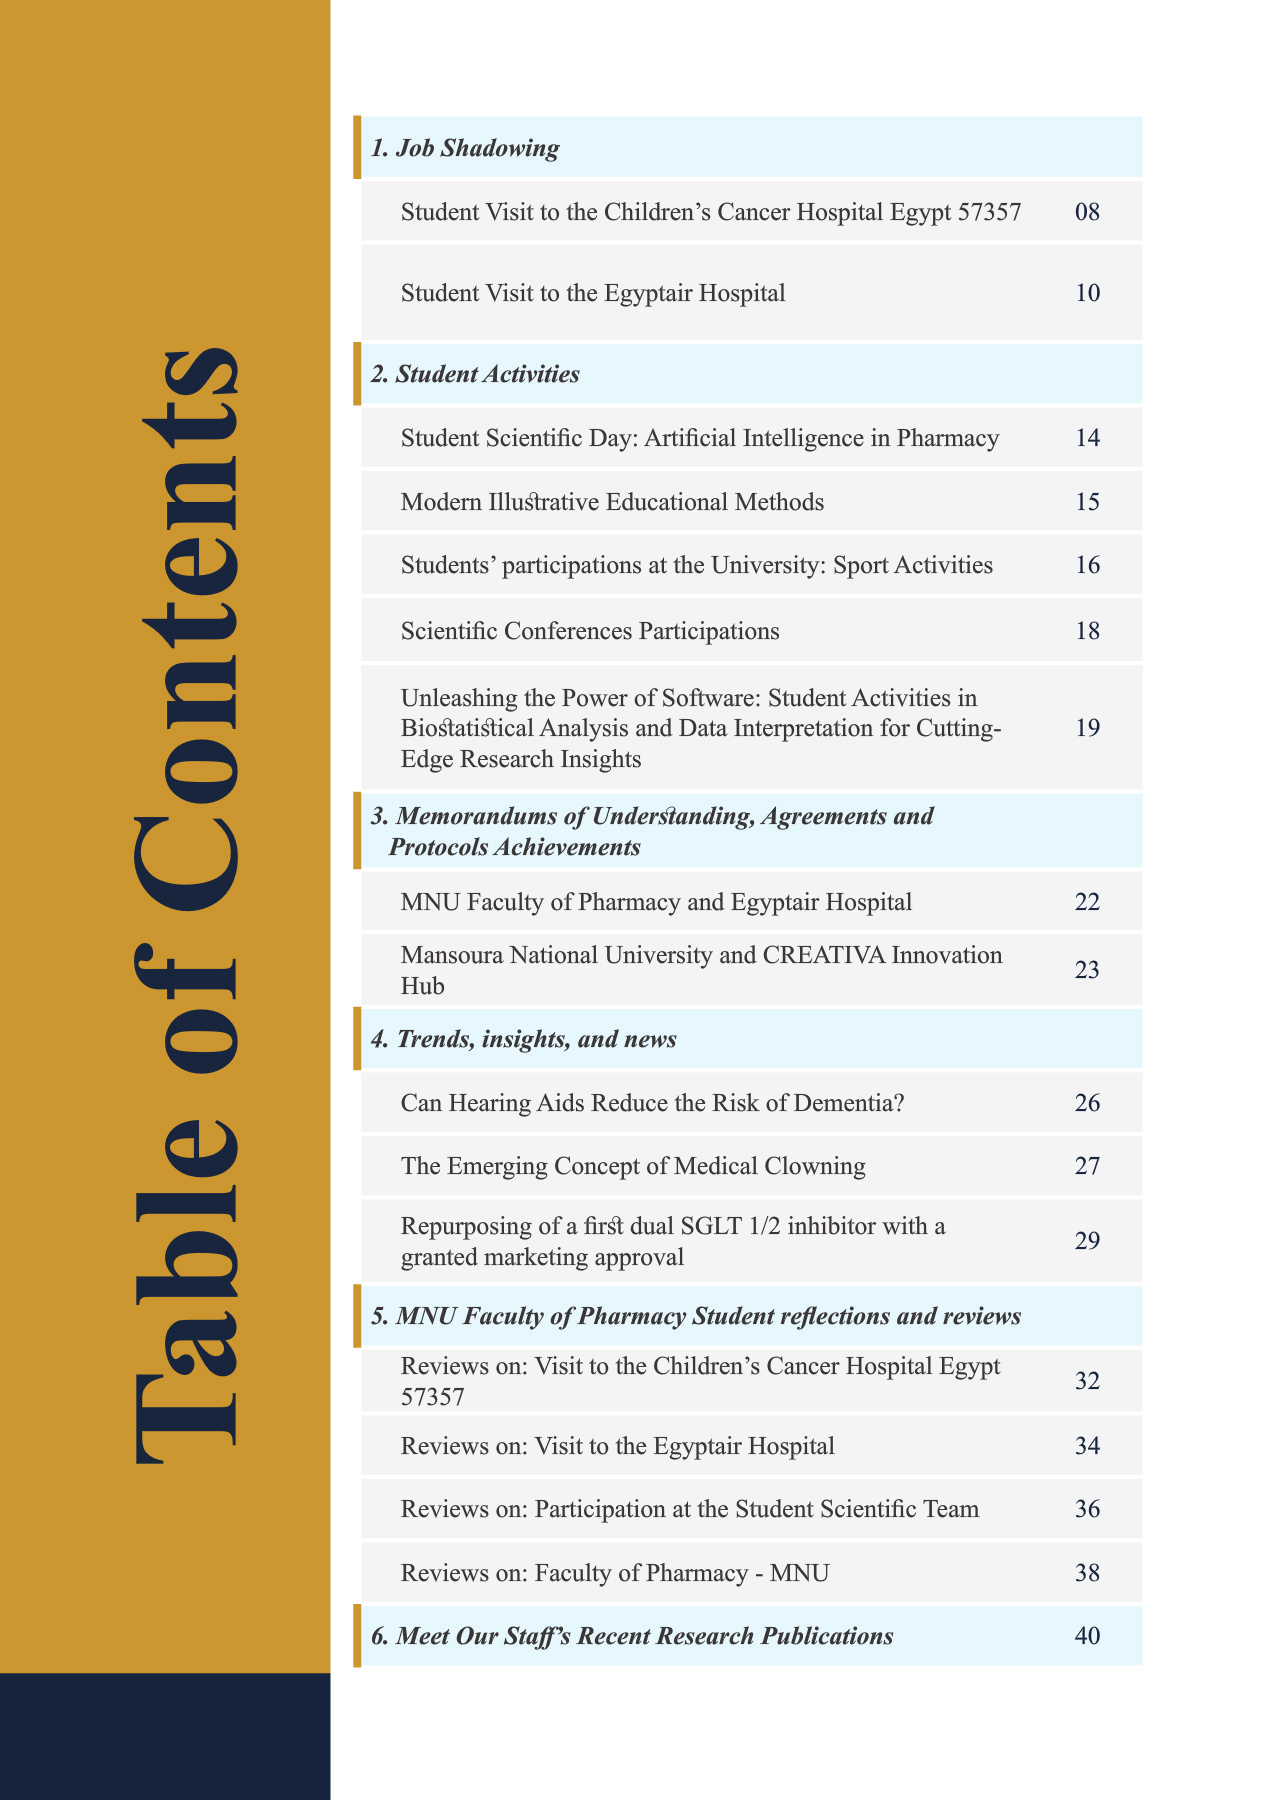 Table of Contents
1. Job Shadowing
Student Visit to the Children’s Cancer Hospital Egypt 57357 08
Student Visit to the Egyptair Hospital 10
2. Student Activities
Student Scientific Day: Artificial Intelligence in Pharmacy 14
Modern Illustrative Educational Methods 15
Students’ participations at the University: Sport Activities 16
Scientific Conferences Participations 18
Unleashing the Power of Software: Student Activities in
Biostatistical Analysis and Data Interpretation for Cutting-
Edge Research Insights
19
3. Memorandums of Understanding, Agreements and
Protocols Achievements
MNU Faculty of Pharmacy and Egyptair Hospital 22
Mansoura National University and CREATIVA Innovation
Hub
23
4. Trends, insights, and news
Can Hearing Aids Reduce the Risk of Dementia? 26
The Emerging Concept of Medical Clowning 27
Repurposing of a first dual SGLT 1/2 inhibitor with a
granted marketing approval
29
5. MNU Faculty of Pharmacy Student reflections and reviews
Reviews on: Visit to the Children’s Cancer Hospital Egypt
57357
32
Reviews on: Visit to the Egyptair Hospital 34
Reviews on: Participation at the Student Scientific Team 36
Reviews on: Faculty of Pharmacy - MNU 38
6. Meet Our Staff’s Recent Research Publications 40